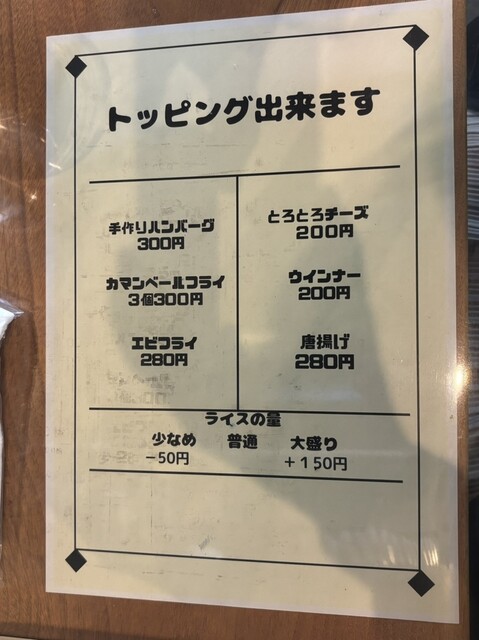 トッピング出来ます
手作りハンバーグ
300円
カマンベールフライ
3個300円
エビフライ
280円
とろとろチーズ
200円
ウインナー
200円
唐揚げ
280円
ライスの量
少なめ 普通 大盛り
−50円 +150円